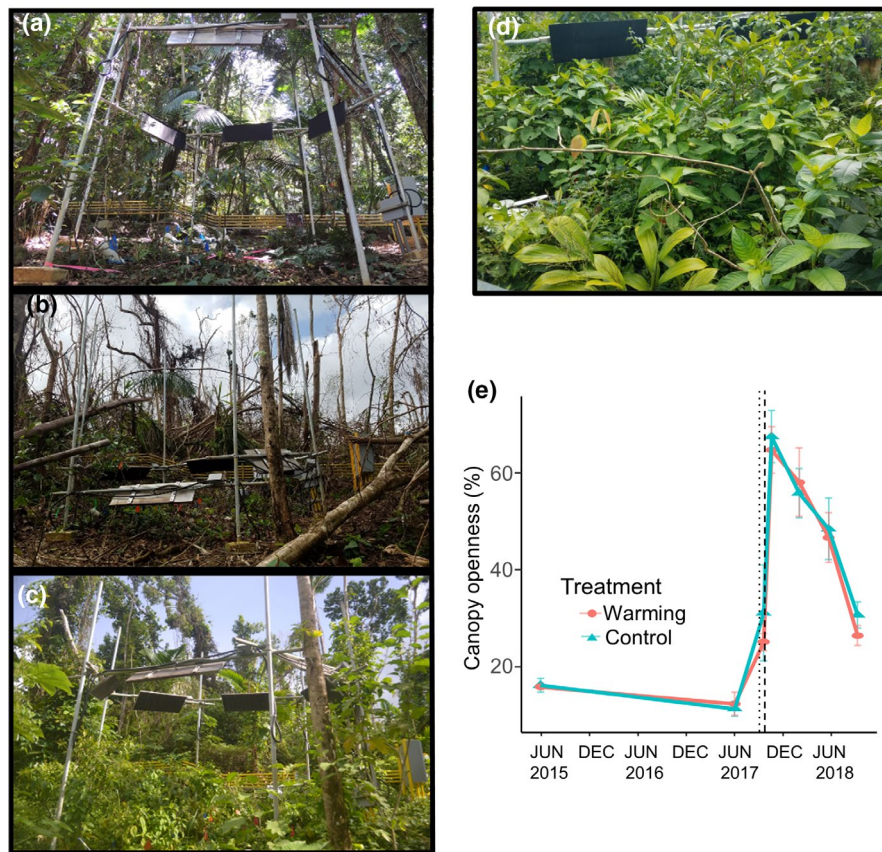 (a)
(b)
(c)
(d)
(e)
Canopy openness (%)
60
40
20
Treatment
Warming
Control
JUN DEC JUN DEC JUN DEC JUN
2015 2016 2017 2018